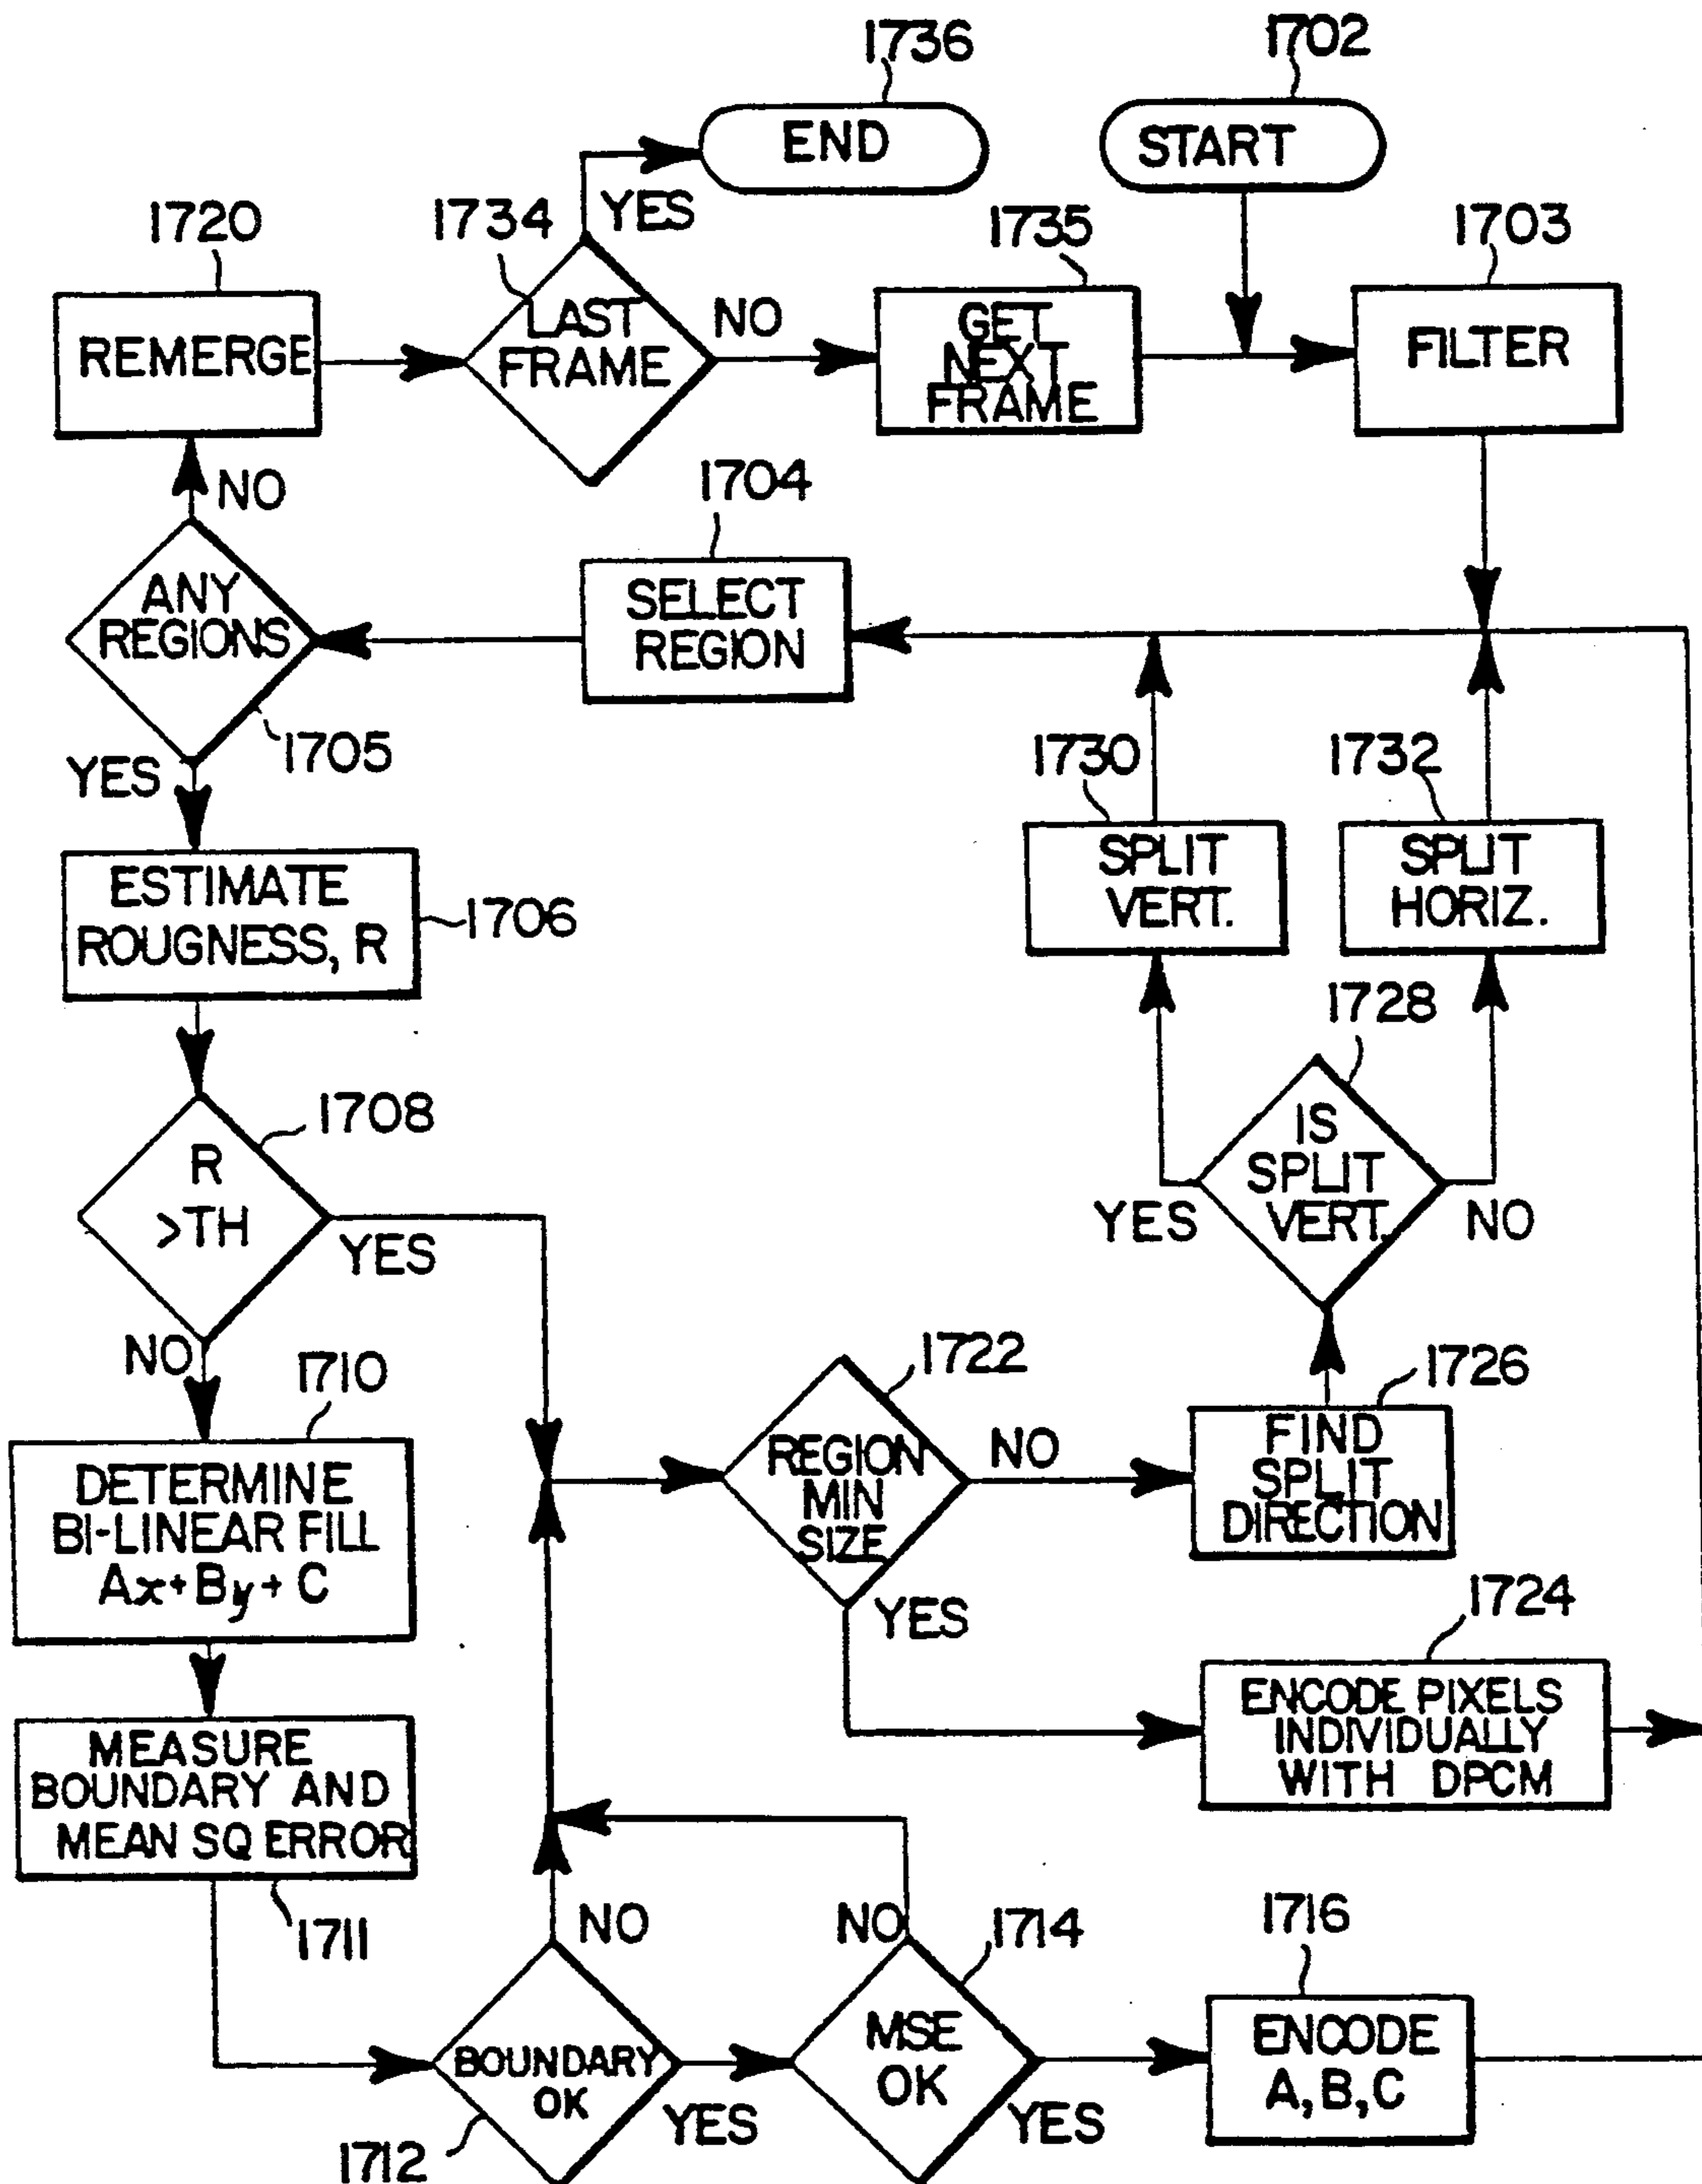 1736
1702
END
START
YES
1720
1734
1735
1703
REMERGE
LAST
FRAME
NO
GET
NEXT
FRAME
FILTER
NO
1704
ANY
REGIONS
SELECT
REGION
1705
YES
1730
1732
ESTIMATE
ROUGNESS, R
1706
SPLIT
VERT.
SPLIT
HORIZ.
1728
1708
R
>TH
YES
IS
SPLIT
VERT.
YES
NO
NO
1710
1722
1726
DETERMINE
BI-LINEAR FILL
Ax+By+C
REGION
MIN
SIZE
NO
FIND
SPLIT
DIRECTION
YES
1724
MEASURE
BOUNDARY AND
MEAN SQ ERROR
ENCODE PIXELS
INDIVIDUALLY
WITH DPCM
1711
NO
NO
1714
1716
BOUNDARY
OK
YES
MSE
OK
YES
ENCODE
A, B, C
1712